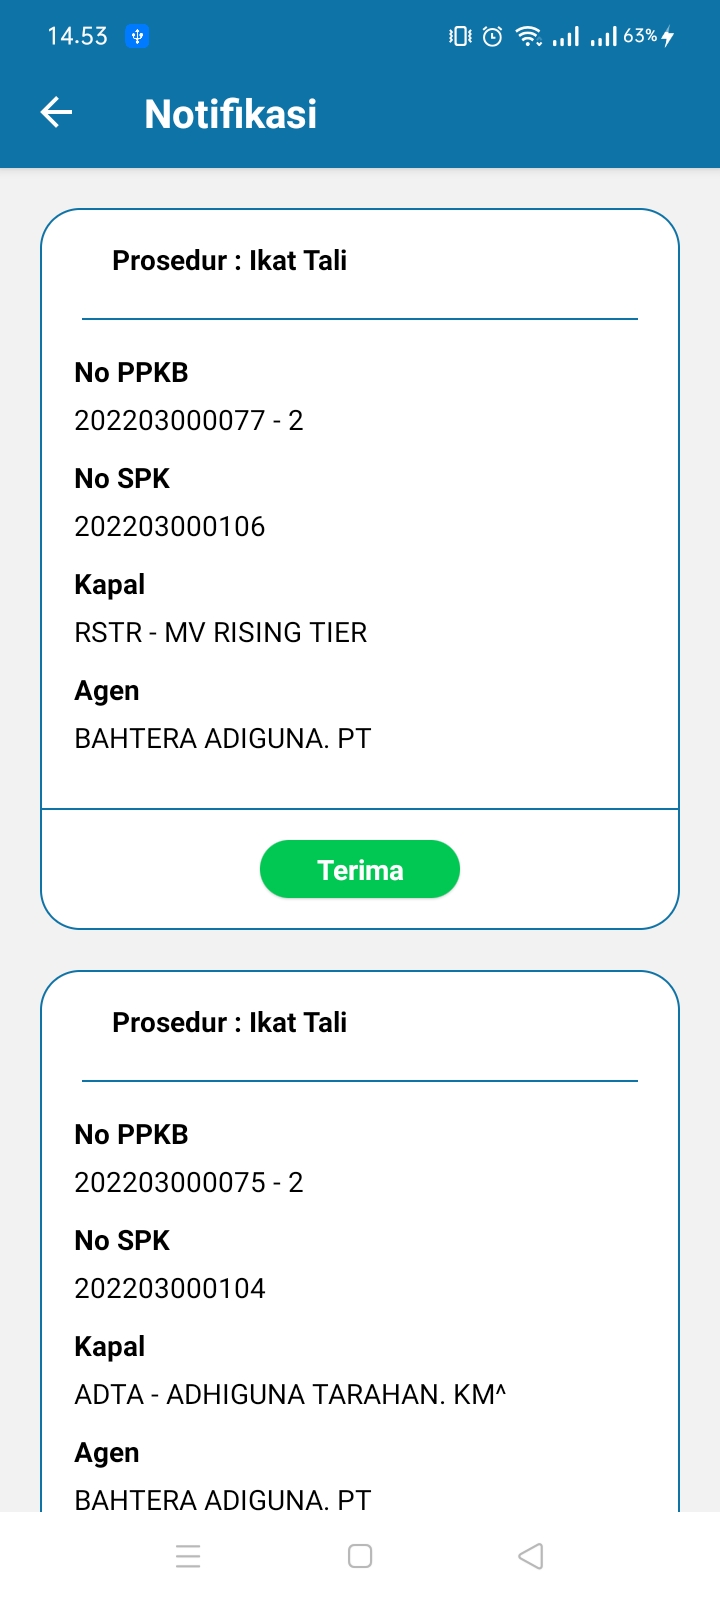 14.53
63%
Notifikasi
Prosedur : Ikat Tali
No PPKB
202203000077 - 2
No SPK
202203000106
Kapal
RSTR - MV RISING TIER
Agen
BAHTERA ADIGUNA. PT
Terima
Prosedur : Ikat Tali
No PPKB
202203000075 - 2
No SPK
202203000104
Kapal
ADTA - ADHIGUNA TARAHAN. KM^
Agen
BAHTERA ADIGUNA. PT